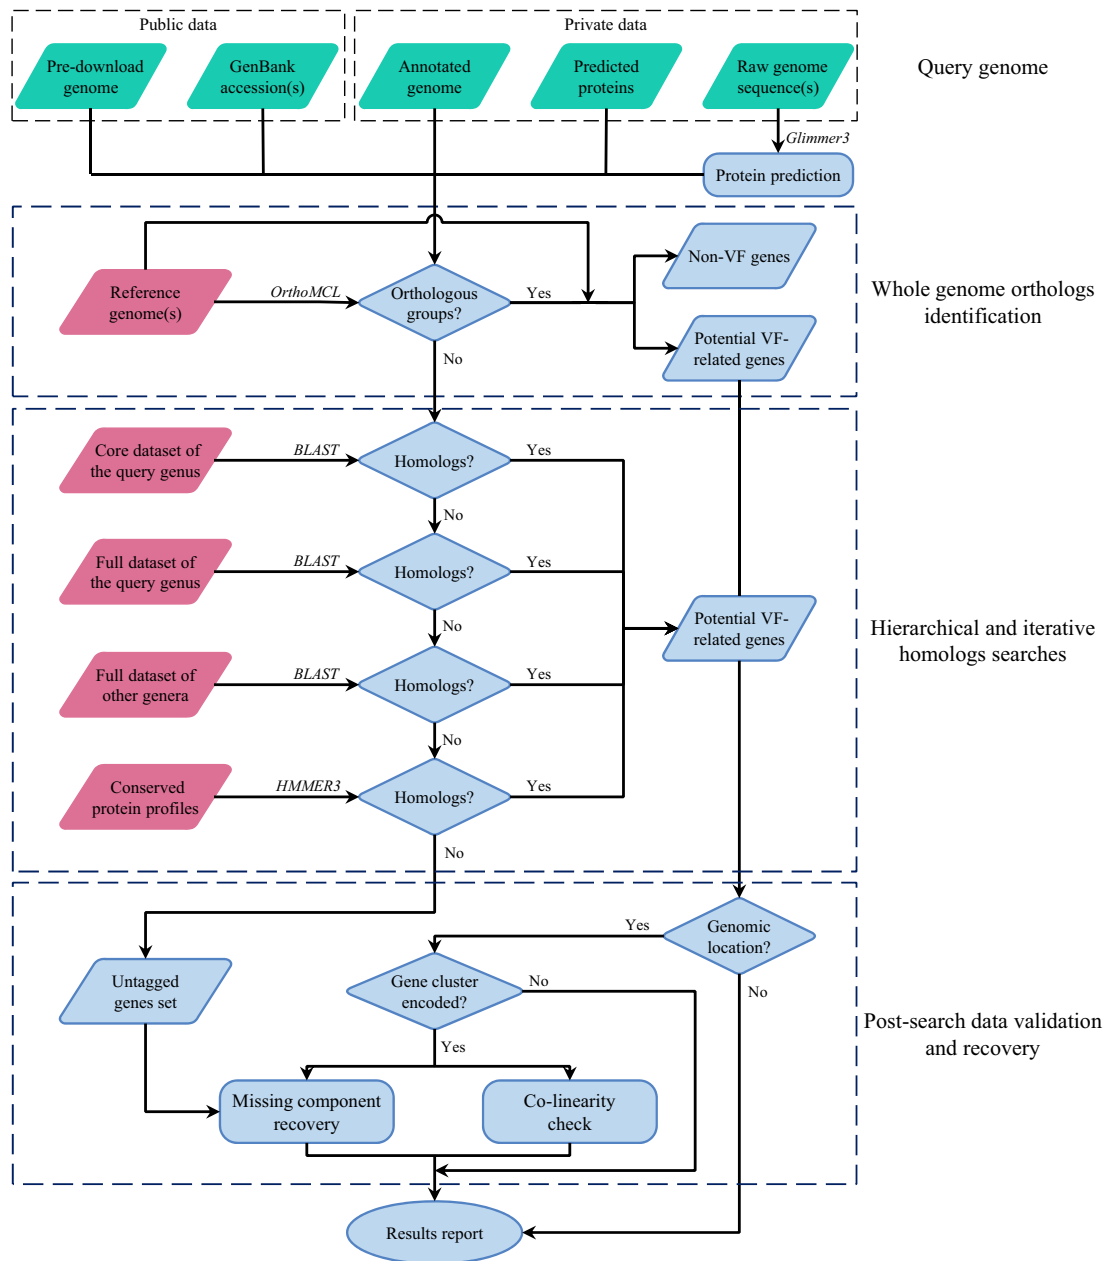 Public data
Private data
Pre-download
genome
GenBank
accession(s)
Annotated
genome
Predicted
proteins
Raw genome
sequence(s)
Query genome
Glimmer3
Protein prediction
Reference
genome(s)
OrthoMCL
Orthologous
groups?
Yes
No
Non-VF genes
Potential VF-
related genes
Whole genome orthologs
identification
Core dataset of
the query genus
BLAST
Homologs?
Yes
No
Full dataset of
the query genus
BLAST
Homologs?
Yes
No
Potential VF-
related genes
Hierarchical and iterative
homologs searches
Full dataset of
other genera
BLAST
Homologs?
Yes
No
Conserved
protein profiles
HMMER3
Homologs?
Yes
No
Genomic
location?
Yes
No
Untagged
genes set
Gene cluster
encoded?
No
Yes
Post-search data validation
and recovery
Missing component
recovery
Co-linearity
check
Results report